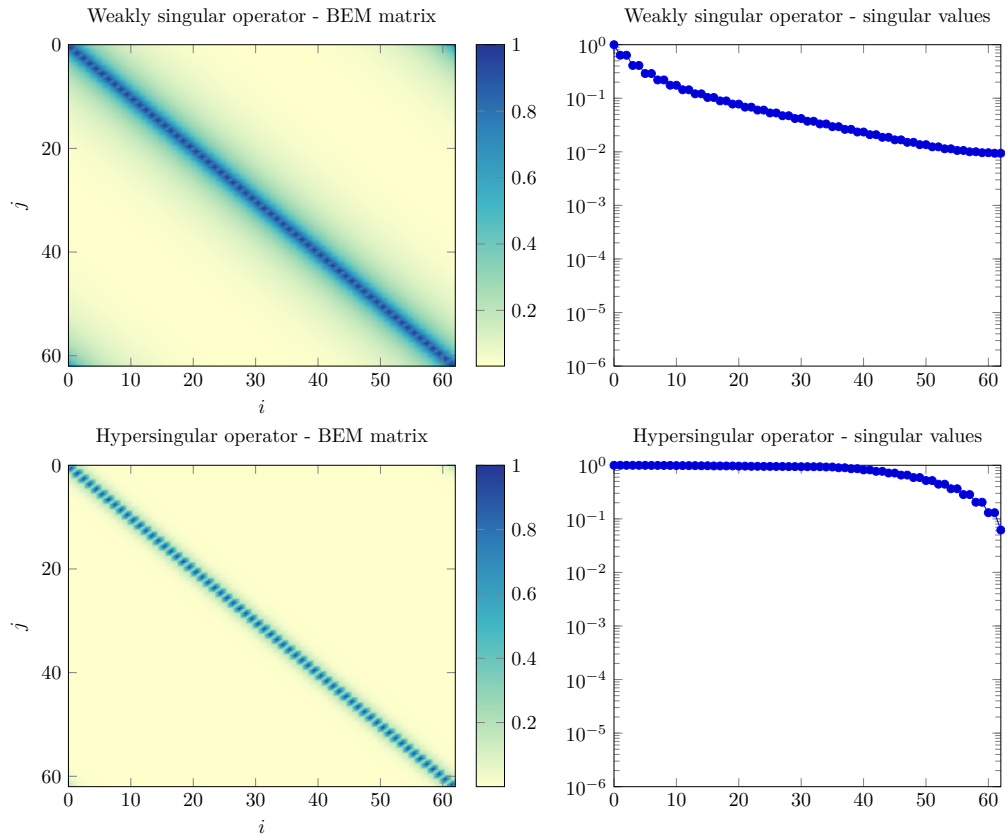 Weakly singular operator - BEM matrix
0
20
40
60
j
0 10 20 30 40 50 60
i
1
0.8
0.6
0.4
0.2
Weakly singular operator - singular values
10^0
10^−1
10^−2
10^−3
10^−4
10^−5
10^−6
0 10 20 30 40 50 60
Hypersingular operator - BEM matrix
0
20
40
60
j
0 10 20 30 40 50 60
i
1
0.8
0.6
0.4
0.2
Hypersingular operator - singular values
10^0
10^−1
10^−2
10^−3
10^−4
10^−5
10^−6
0 10 20 30 40 50 60